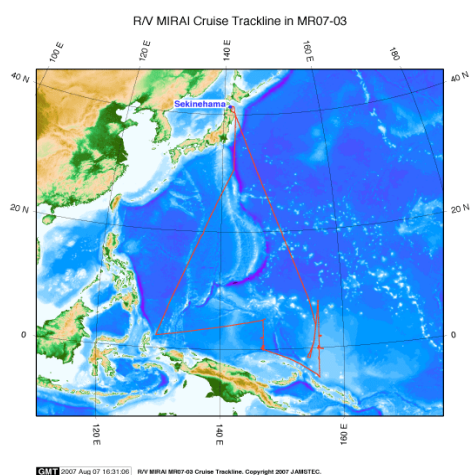 R/V MIRAI Cruise Trackline in MR07-03
100 E
120 E
140 E
160 E
180
40 N
40 N
Sekinehama
20 N
20 N
0
0
120 E
140 E
160 E
GMT 2007 Aug 07 16:31:06 R/V MIRAI MR07-03 Cruise Trackline. Copyright 2007 JAMSTEC.